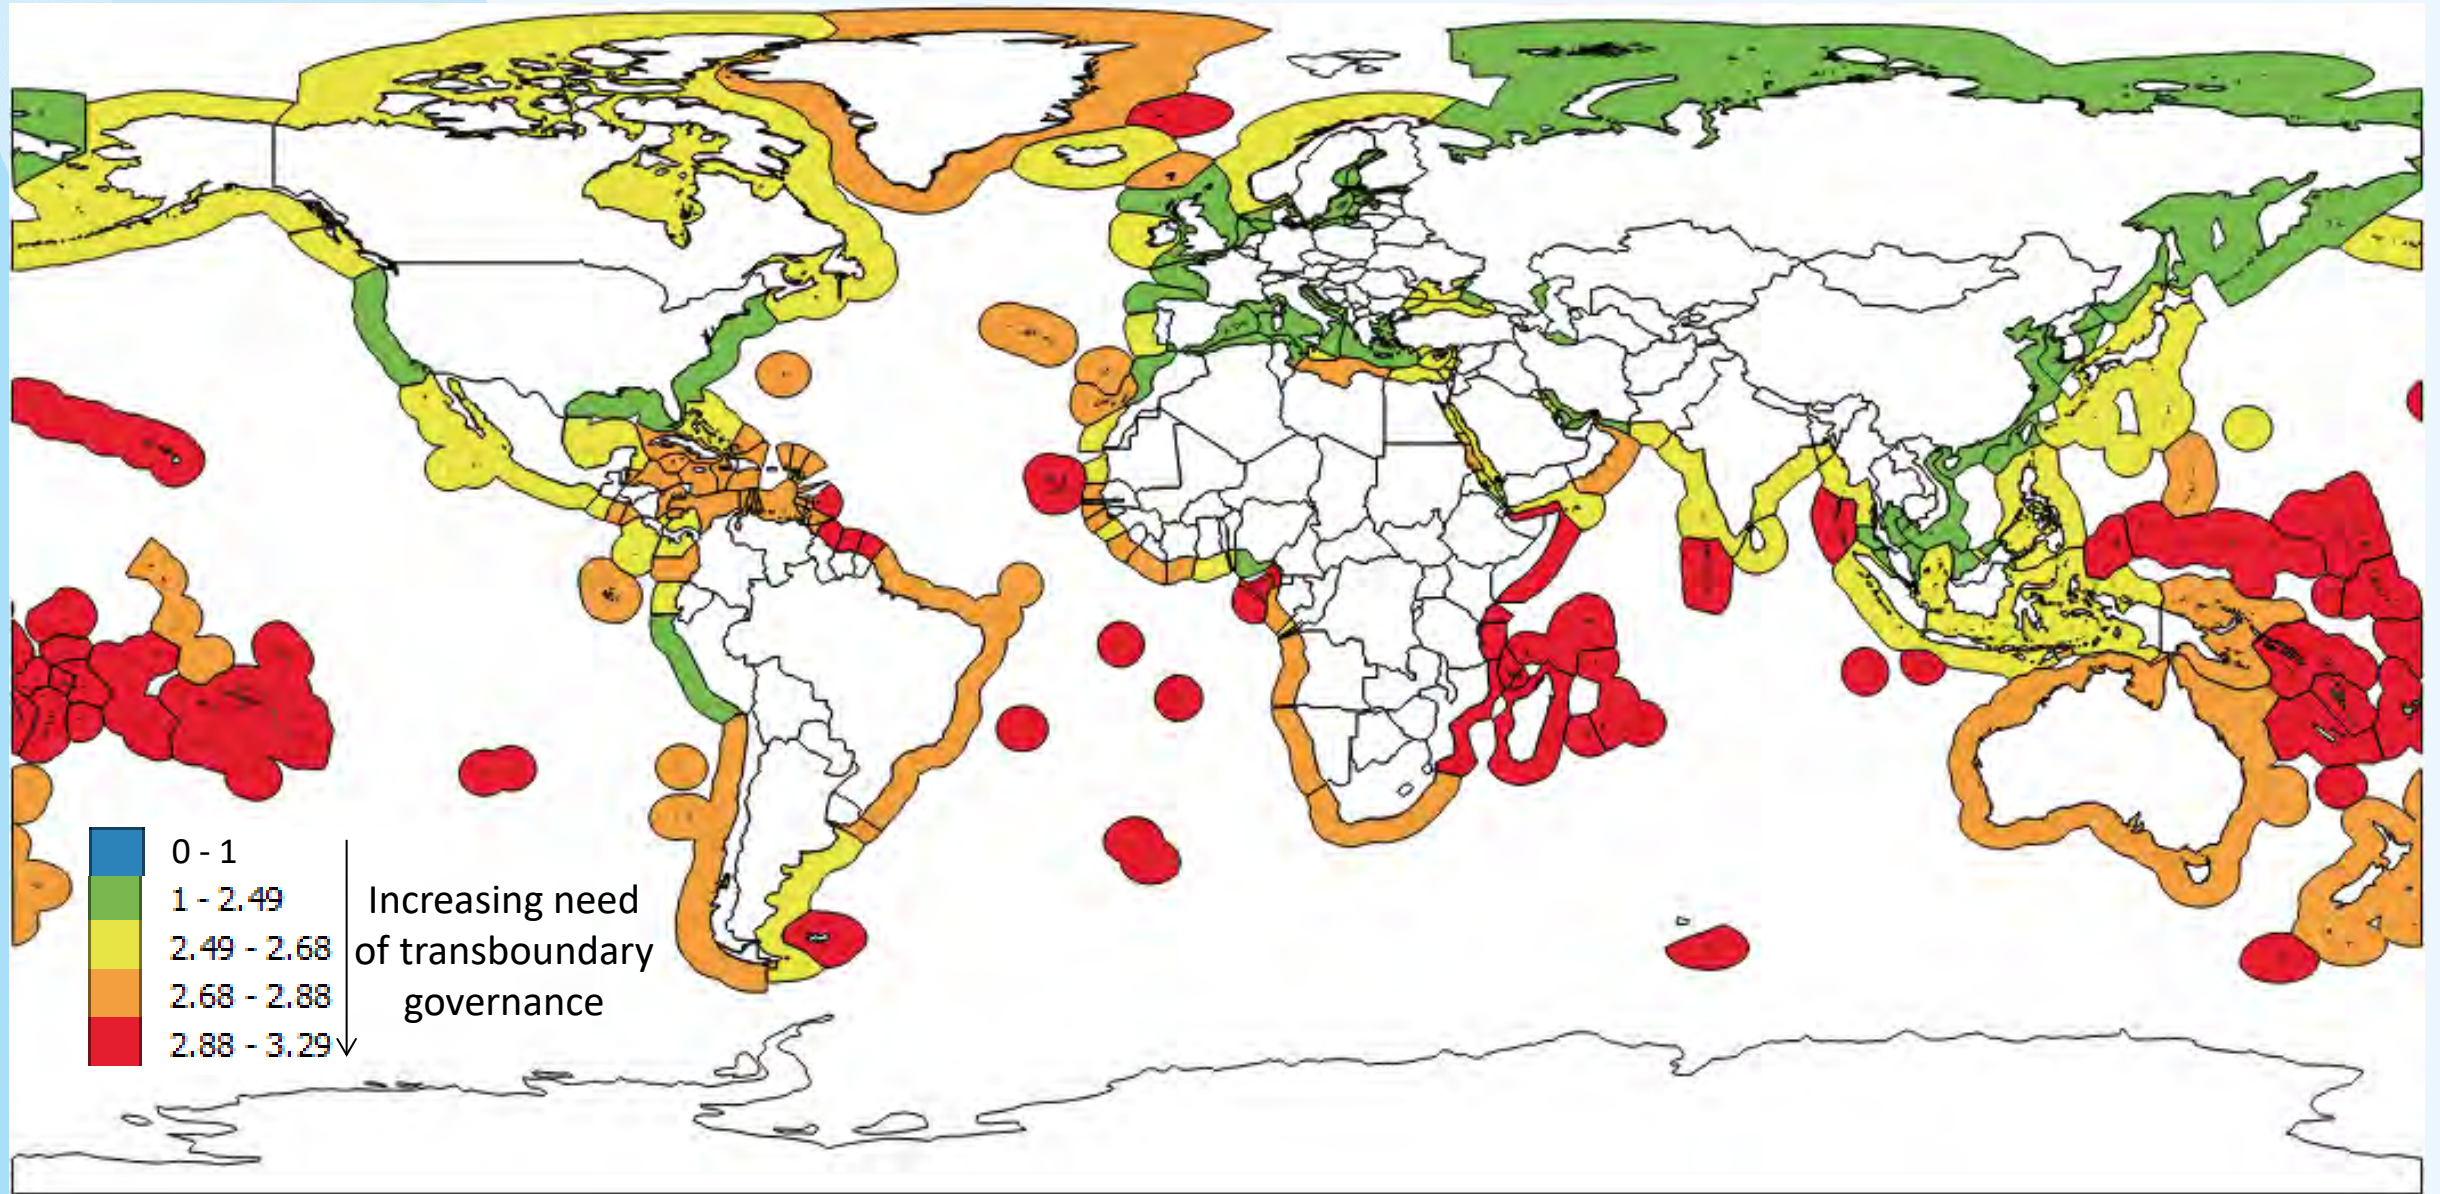 0 - 1
1 - 2.49
2.49 - 2.68
2.68 - 2.88
2.88 - 3.29
Increasing need
of transboundary
governance